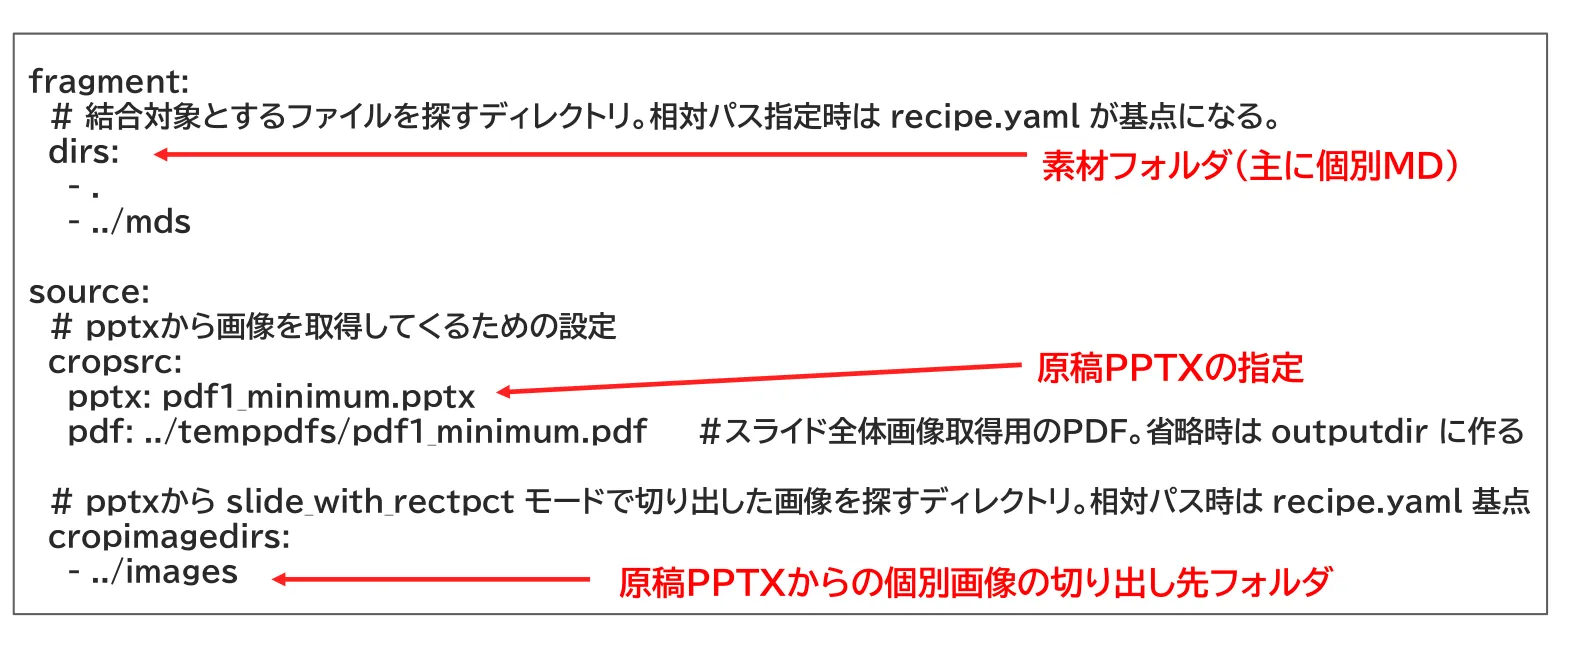 fragment:
# 結合対象とするファイルを探すディレクトリ。相対パス指定時は recipe.yaml が基点になる。
dirs:
素材フォルダ（主に個別MD）
- .
- ../mds
source:
# pptxから画像を取得してくるための設定
cropsrc:
原稿PPTXの指定
pptx: pdf1_minimum.pptx
pdf: ../temppdfs/pdf1_minimum.pdf #スライド全体画像取得用のPDF。省略時は outputdir に作る
# pptxから slide_with_rectpct モードで切り出した画像を探すディレクトリ。相対パス時は recipe.yaml 基点
cropimagedirs:
- ../images
原稿PPTXからの個別画像の切り出し先フォルダ